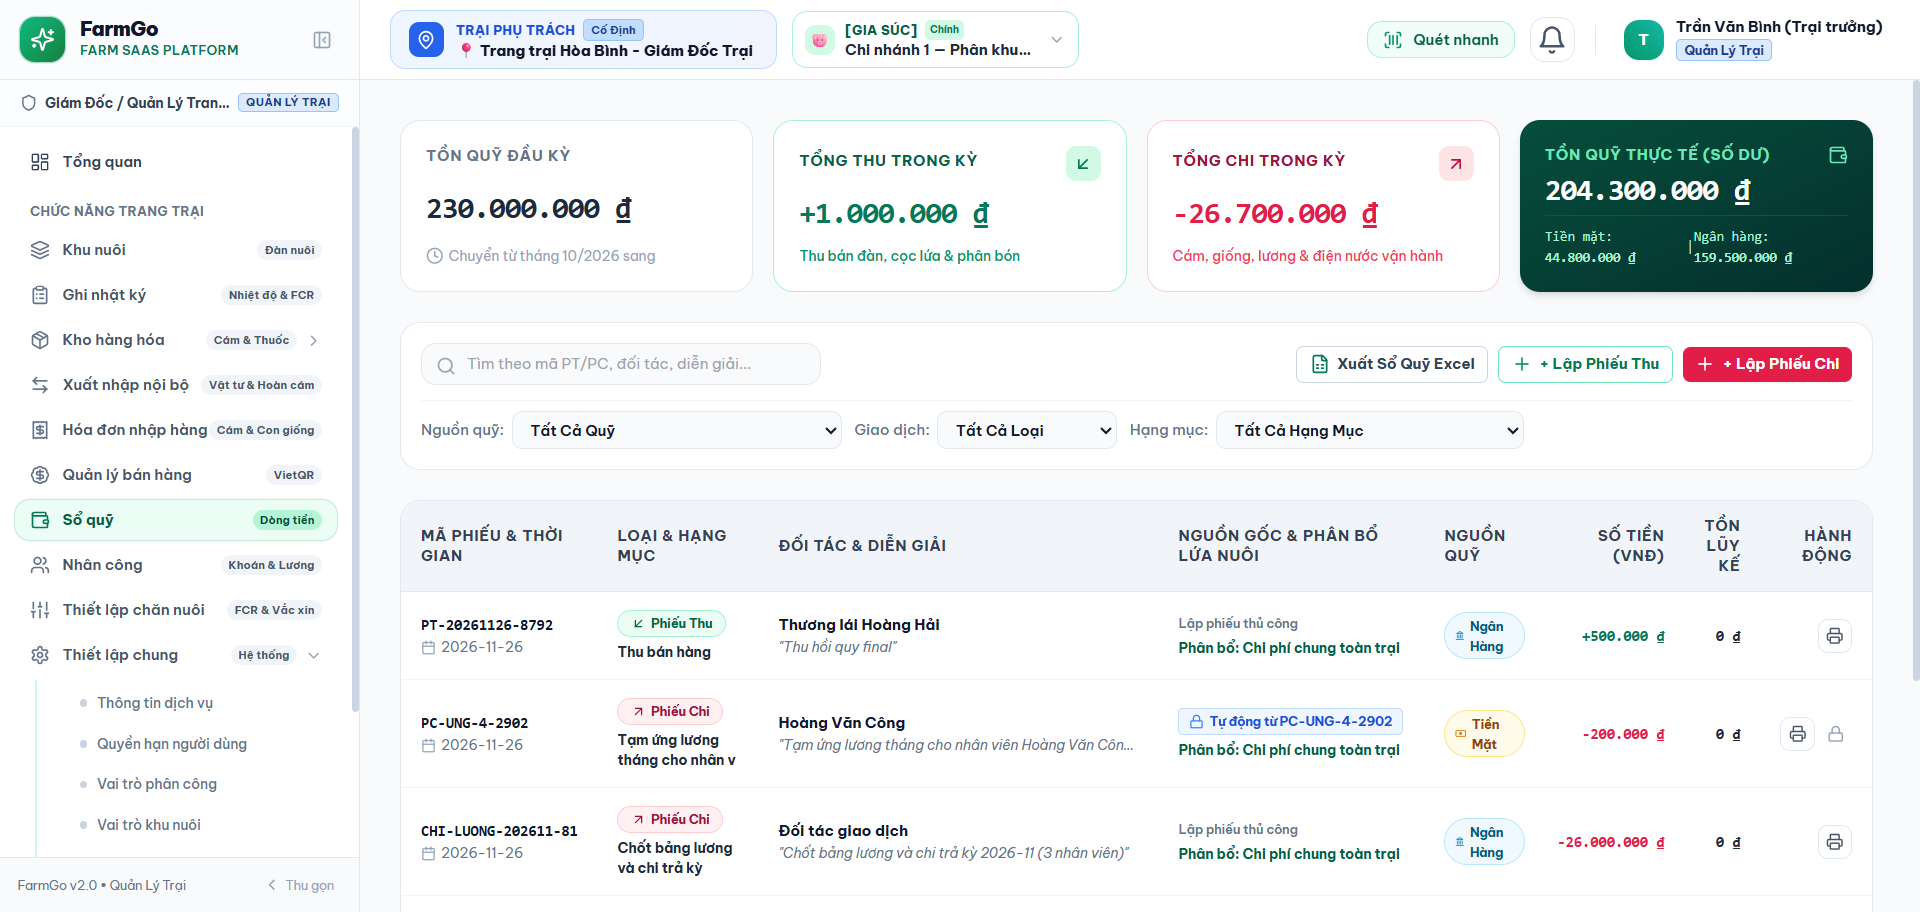 FarmGo
FARM SAAS PLATFORM
TRẠI PHỤ TRÁCH Cố Định
📍 Trang trại Hòa Bình - Giám Đốc Trại
[GIA SÚC] Chính
Chi nhánh 1 — Phân khu...
Quét nhanh
T
Trần Văn Bình (Trại trưởng)
Quản Lý Trại
Giám Đốc / Quản Lý Tran... QUẢN LÝ TRẠI
Tổng quan
CHỨC NĂNG TRANG TRẠI
Khu nuôi Đàn nuôi
Ghi nhật ký Nhiệt độ & FCR
Kho hàng hóa Cám & Thuốc
Xuất nhập nội bộ Vật tư & Hoàn cám
Hóa đơn nhập hàng Cám & Con giống
Quản lý bán hàng VietQR
Sổ quỹ Dòng tiền
Nhân công Khoán & Lương
Thiết lập chăn nuôi FCR & Vắc xin
Thiết lập chung Hệ thống
Thông tin dịch vụ
Quyền hạn người dùng
Vai trò phân công
Vai trò khu nuôi
FarmGo v2.0 • Quản Lý Trại Thu gọn
TỒN QUỸ ĐẦU KỲ
230.000.000 ₫
Chuyển từ tháng 10/2026 sang
TỔNG THU TRONG KỲ
+1.000.000 ₫
Thu bán đàn, cọc lứa & phân bón
TỔNG CHI TRONG KỲ
-26.700.000 ₫
Cám, giống, lương & điện nước vận hành
TỒN QUỸ THỰC TẾ (SỐ DƯ)
204.300.000 ₫
Tiền mặt: | Ngân hàng:
44.800.000 ₫ 159.500.000 ₫
Tìm theo mã PT/PC, đối tác, diễn giải...
Xuất Sổ Quỹ Excel
+ Lập Phiếu Thu
+ Lập Phiếu Chi
Nguồn quỹ: Tất Cả Quỹ Giao dịch: Tất Cả Loại Hạng mục: Tất Cả Hạng Mục
MÃ PHIẾU & THỜI GIAN
LOẠI & HẠNG MỤC
ĐỐI TÁC & DIỄN GIẢI
NGUỒN GỐC & PHÂN BỔ LỨA NUÔI
NGUỒN QUỸ
SỐ TIỀN (VNĐ)
TỒN LŨY KẾ
HÀNH ĐỘNG
PT-20261126-8792
2026-11-26
Phiếu Thu
Thu bán hàng
Thương lái Hoàng Hải
"Thu hồi quy final"
Lập phiếu thủ công
Phân bổ: Chi phí chung toàn trại
Ngân Hàng
+500.000 ₫
0 ₫
PC-UNG-4-2902
2026-11-26
Phiếu Chi
Tạm ứng lương
tháng cho nhân v
Hoàng Văn Công
"Tạm ứng lương tháng cho nhân viên Hoàng Văn Côn...
Tự động từ PC-UNG-4-2902
Phân bổ: Chi phí chung toàn trại
Tiền Mặt
-200.000 ₫
0 ₫
CHI-LUONG-202611-81
2026-11-26
Phiếu Chi
Chốt bảng lương
và chi trả kỳ
Đối tác giao dịch
"Chốt bảng lương và chi trả kỳ 2026-11 (3 nhân viên)"
Lập phiếu thủ công
Phân bổ: Chi phí chung toàn trại
Ngân Hàng
-26.000.000 ₫
0 ₫